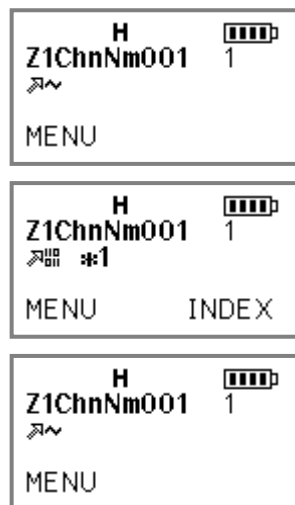 H
Z1ChnNm001 1
MENU
H
Z1ChnNm001 1
*1
MENU INDEX
H
Z1ChnNm001 1
MENU